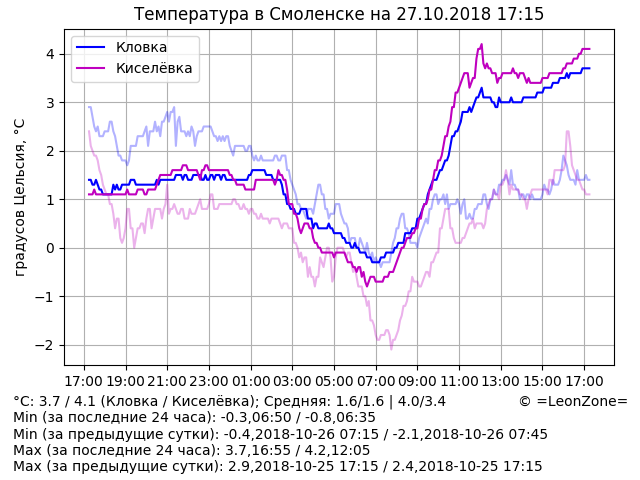 Температура в Смоленске на 27.10.2018 17:15
Кловка
Киселёвка
градусов Цельсия, °C
4
3
2
1
0
−1
−2
17:00 19:00 21:00 23:00 01:00 03:00 05:00 07:00 09:00 11:00 13:00 15:00 17:00
°C: 3.7 / 4.1 (Кловка / Киселёвка); Средняя: 1.6/1.6 | 4.0/3.4 © =LeonZone=
Min (за последние 24 часа): -0.3,06:50 / -0.8,06:35
Min (за предыдущие сутки): -0.4,2018-10-26 07:15 / -2.1,2018-10-26 07:45
Max (за последние 24 часа): 3.7,16:55 / 4.2,12:05
Max (за предыдущие сутки): 2.9,2018-10-25 17:15 / 2.4,2018-10-25 17:15